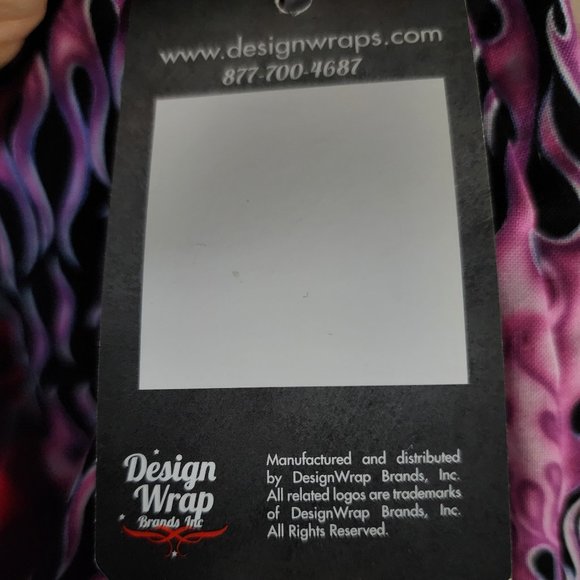 www.designwraps.com
877-700-4687
Design
Wrap
Brands Inc
Manufactured and distributed
by DesignWrap Brands, Inc.
All related logos are trademarks
of DesignWrap Brands, Inc.
All Rights Reserved.